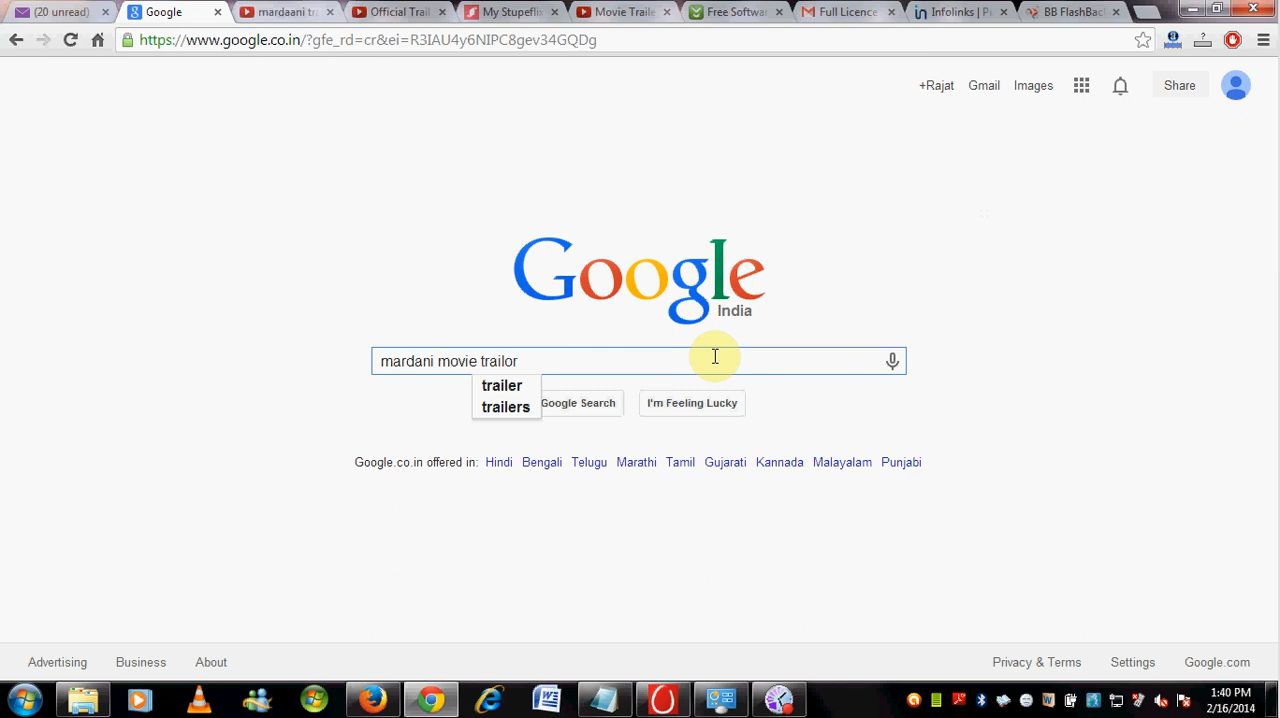 (20 unread)
Google
mardaani tra
Official Trail
My Stupeflix
Movie Traile
Free Softwar
Full Licence
Infolinks | P
BB FlashBac
https://www.google.co.in/?gfe_rd=cr&ei=R3IAU4y6NIPC8gev34GQDg
+Rajat Gmail Images Share
Google
India
mardani movie trailor
trailer
trailers
Google Search I'm Feeling Lucky
Google.co.in offered in: Hindi Bengali Telugu Marathi Tamil Gujarati Kannada Malayalam Punjabi
Advertising Business About Privacy & Terms Settings Google.com
1:40 PM
2/16/2014